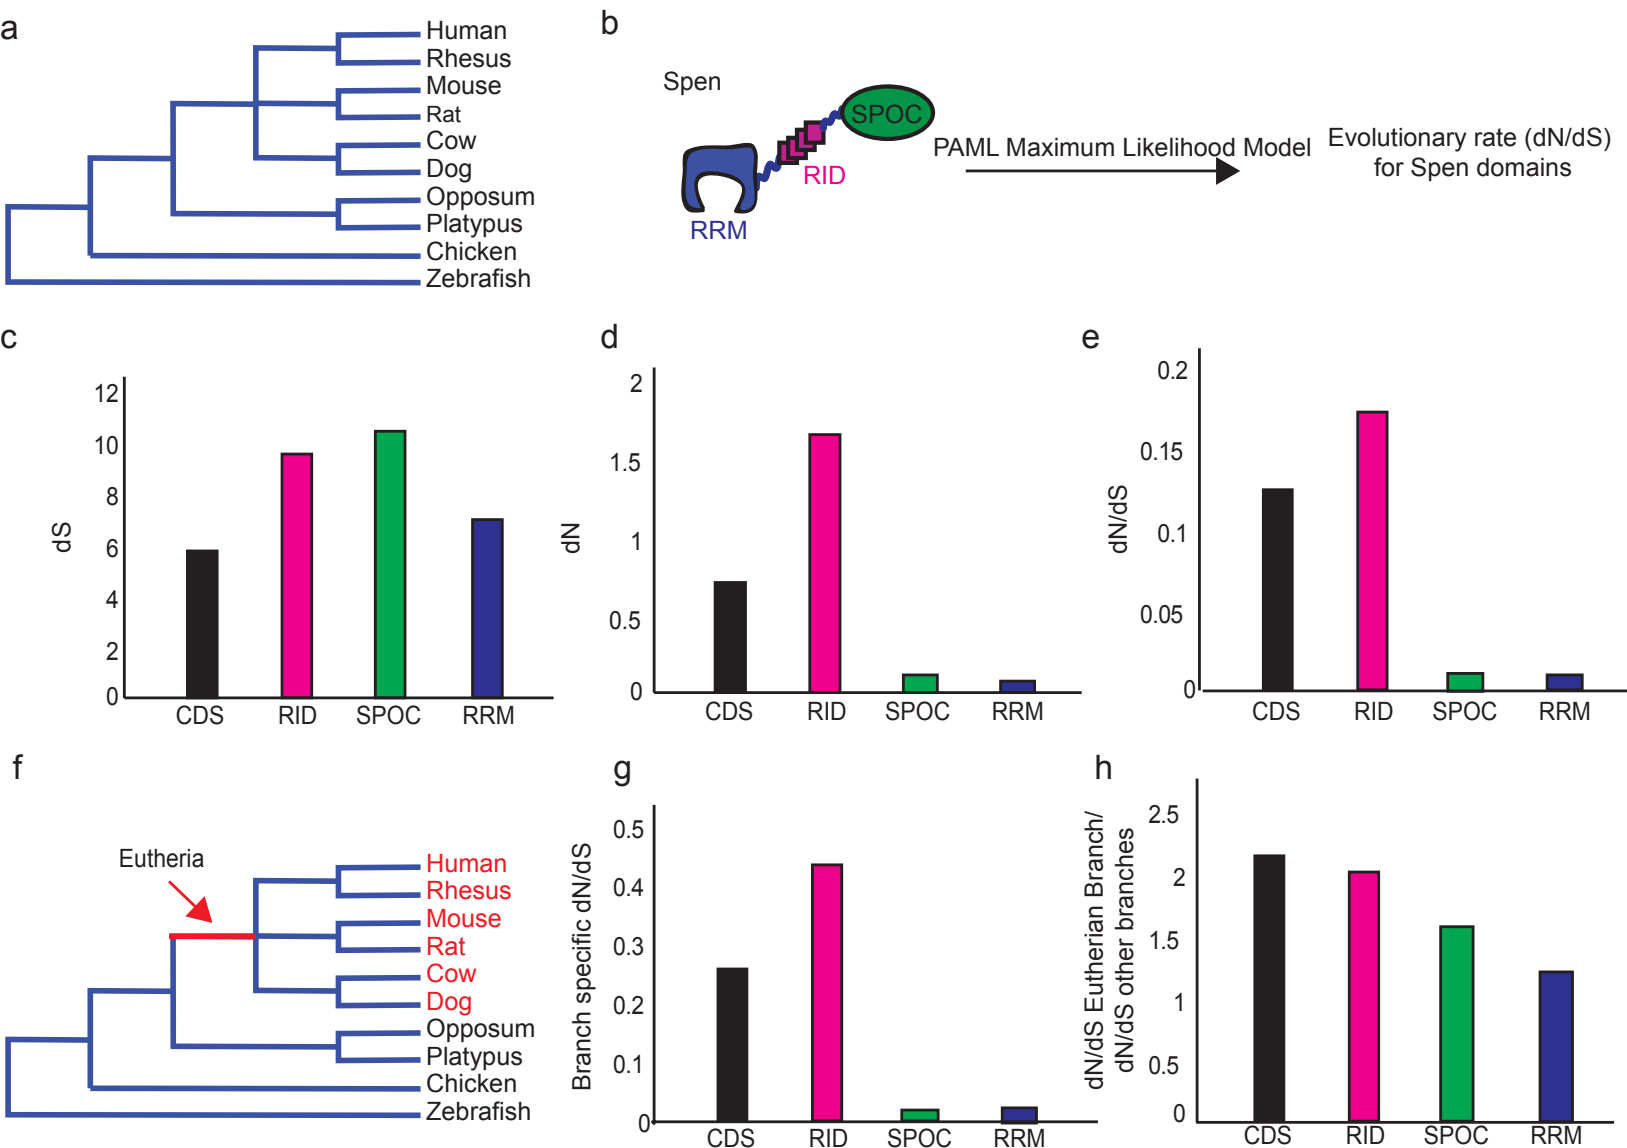 a
Human
Rhesus
Mouse
Rat
Cow
Dog
Opposum
Platypus
Chicken
Zebrafish
b
Spen
SPOC
RID
RRM
PAML Maximum Likelihood Model
Evolutionary rate (dN/dS)
for Spen domains
c
dS
12
10
8
6
4
2
0
CDS RID SPOC RRM
d
dN
2
1.5
1
0.5
0
CDS RID SPOC RRM
e
dN/dS
0.2
0.15
0.1
0.05
0
CDS RID SPOC RRM
f
Eutheria
Human
Rhesus
Mouse
Rat
Cow
Dog
Opposum
Platypus
Chicken
Zebrafish
g
Branch specific dN/dS
0.5
0.4
0.3
0.2
0.1
0
CDS RID SPOC RRM
h
dN/dS Eutherian Branch/
dN/dS other branches
2.5
2
1.5
1
0.5
0
CDS RID SPOC RRM